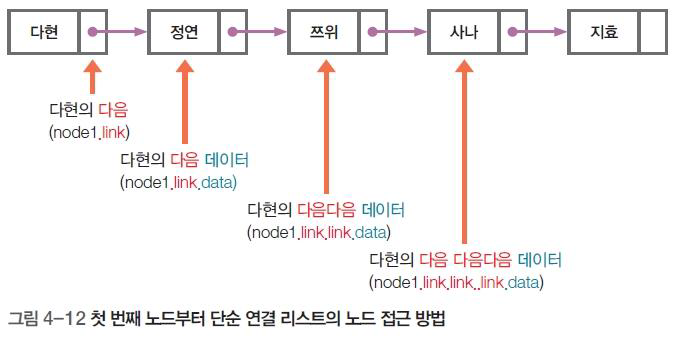 다현 정연 쯔위 사나 지효
다현의 다음
(node1.link)
다현의 다음 데이터
(node1.link.data)
다현의 다음다음 데이터
(node1.link.link.data)
다현의 다음 다음다음 데이터
(node1.link.link..link.data)
그림 4-12 첫 번째 노드부터 단순 연결 리스트의 노드 접근 방법